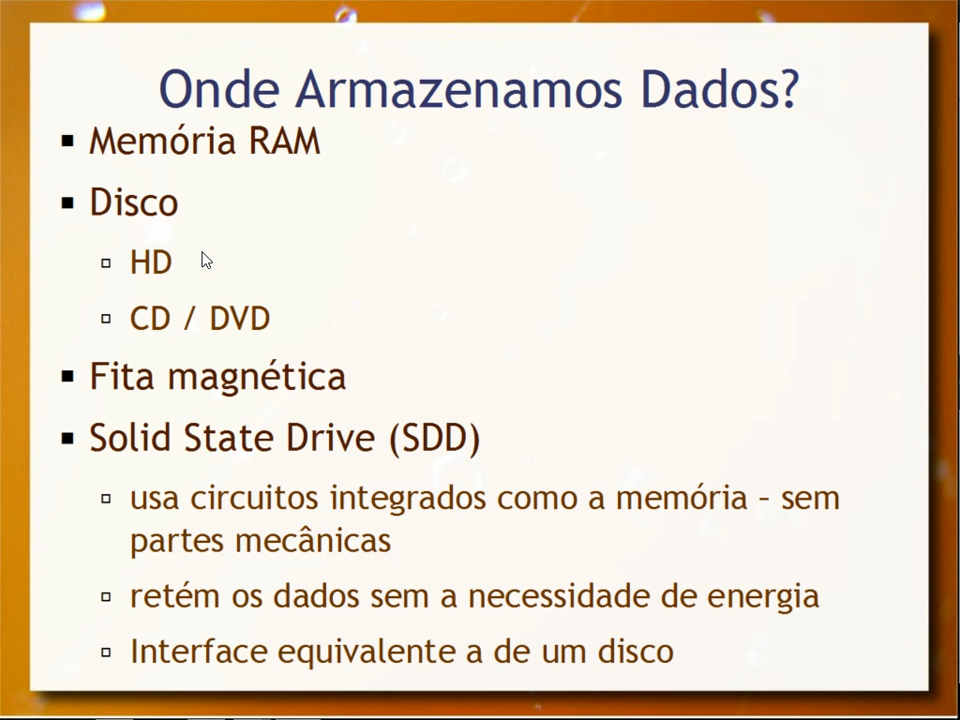 Onde Armazenamos Dados?
Memória RAM
Disco
HD
CD / DVD
Fita magnética
Solid State Drive (SDD)
usa circuitos integrados como a memória – sem
partes mecânicas
retém os dados sem a necessidade de energia
Interface equivalente a de um disco